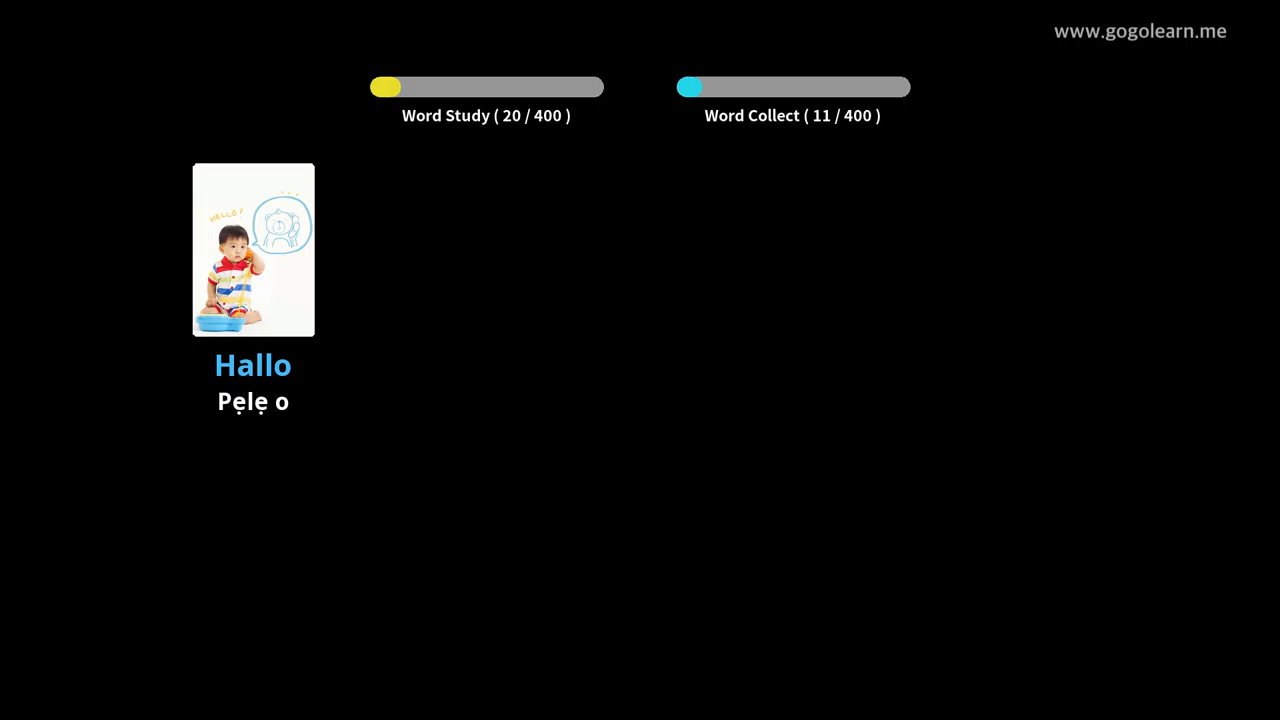 www.gogolearn.me
Word Study ( 20 / 400 )
Word Collect ( 11 / 400 )
HELLO?
Hallo
Pẹlẹ o